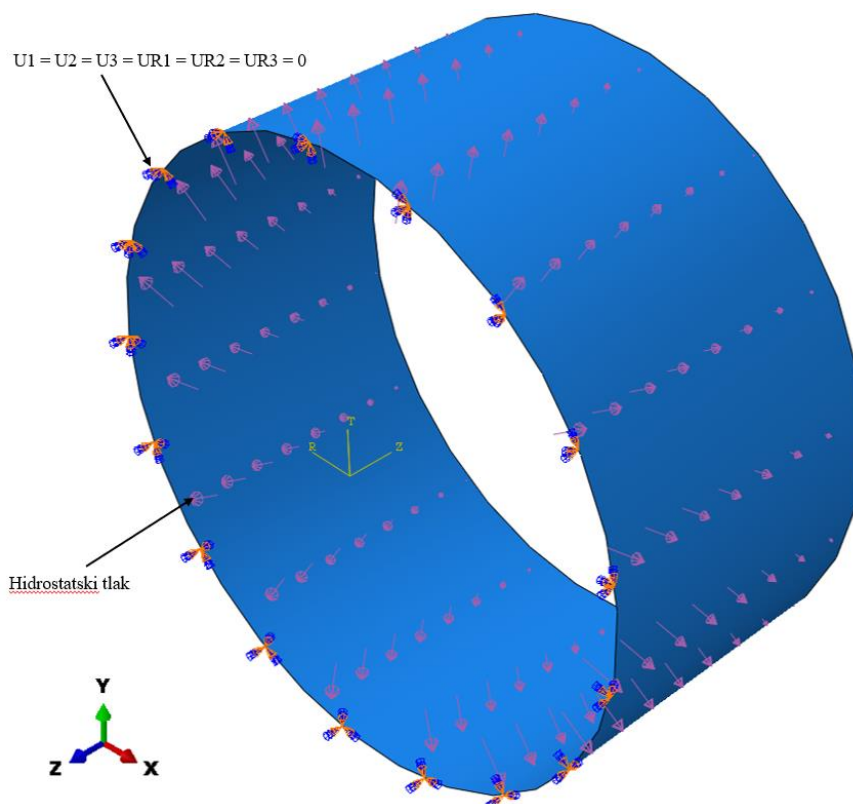 U1 = U2 = U3 = UR1 = UR2 = UR3 = 0
T
R
Z
Hidrostatski tlak
Y
Z
X